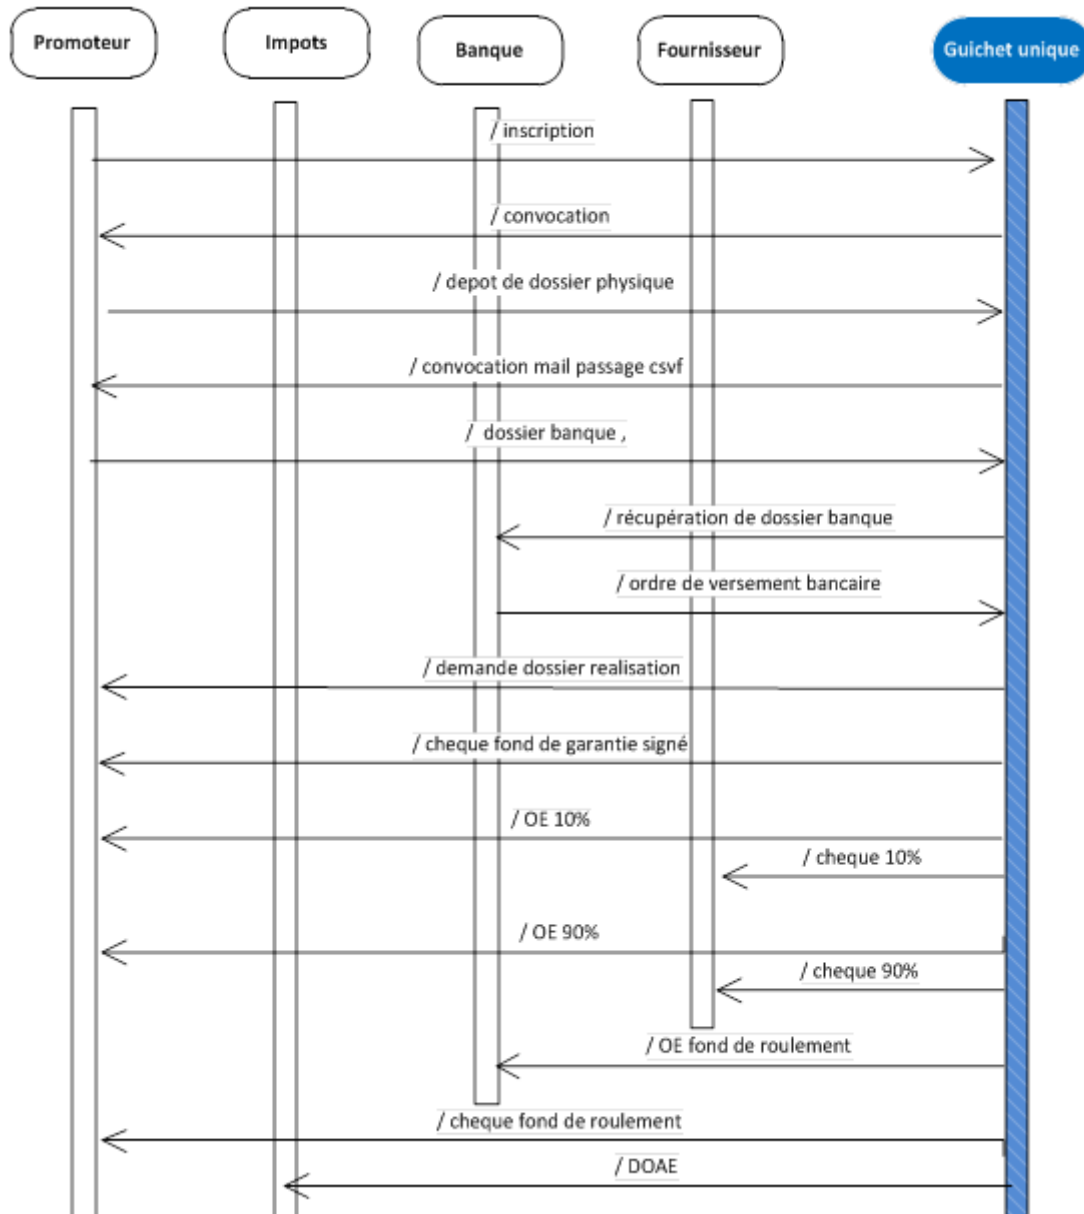 Promoteur
Impots
Banque
Fournisseur
Guichet unique
/ inscription
/ convocation
/ depot de dossier physique
/ convocation mail passage csvf
/ dossier banque ,
/ récupération de dossier banque
/ ordre de versement bancaire
/ demande dossier realisation
/ cheque fond de garantie signé
/ OE 10%
/ cheque 10%
/ OE 90%
/ cheque 90%
/ OE fond de roulement
/ cheque fond de roulement
/ DOAE